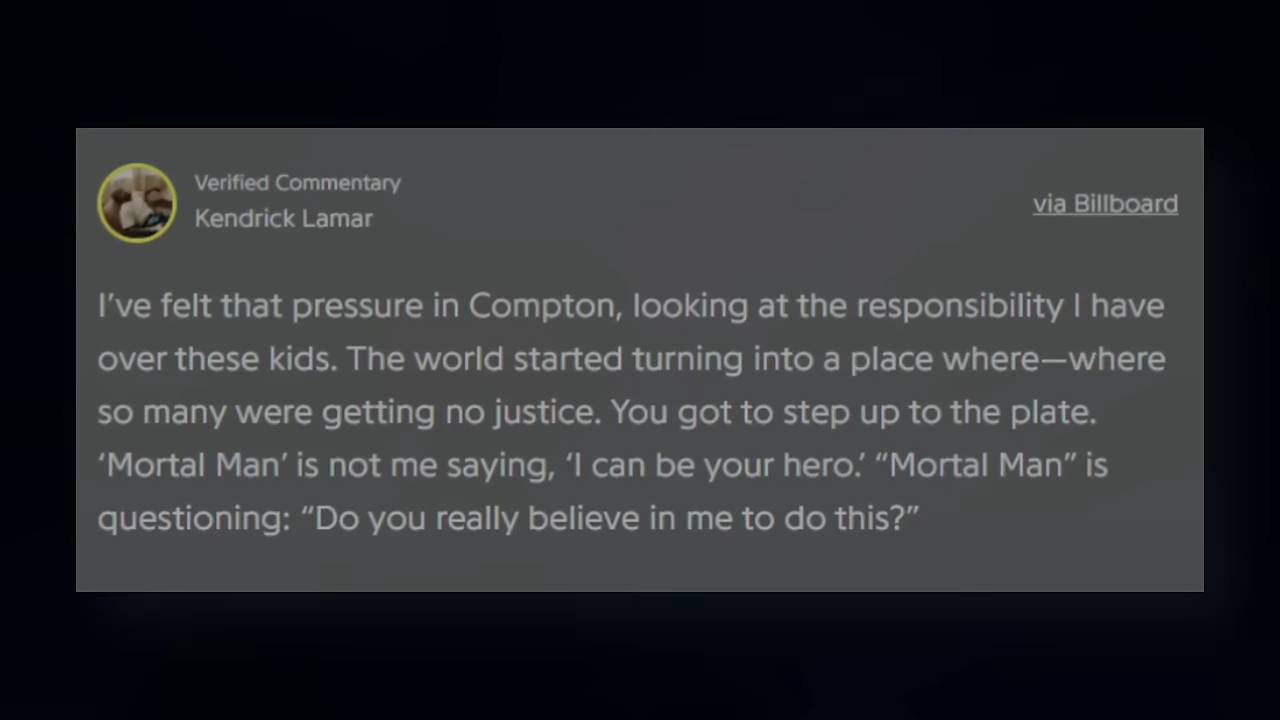 Verified Commentary
Kendrick Lamar
via Billboard
I’ve felt that pressure in Compton, looking at the responsibility I have
over these kids. The world started turning into a place where—where
so many were getting no justice. You got to step up to the plate.
‘Mortal Man’ is not me saying, ‘I can be your hero.’ “Mortal Man” is
questioning: “Do you really believe in me to do this?”